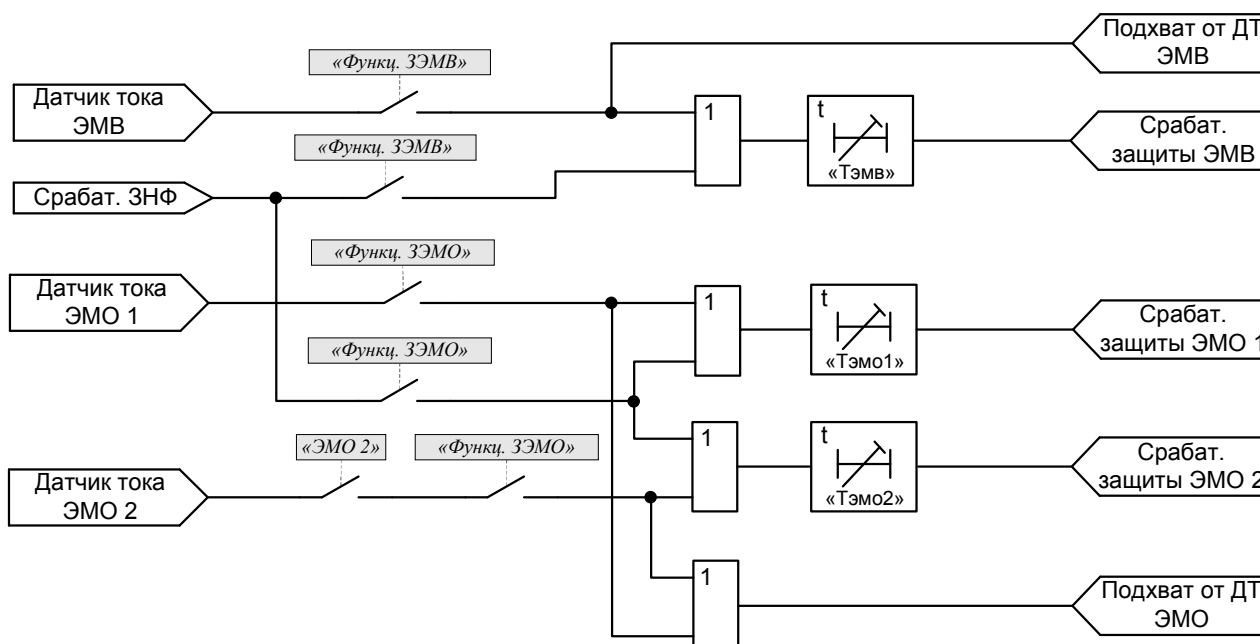 Подхват от ДТ
ЭМВ
«Функц. ЗЭМВ»
Датчик тока
ЭМВ
1
t
«Тэмв»
Срабат.
защиты ЭМВ
«Функц. ЗЭМВ»
Срабат. ЗНФ
«Функц. ЗЭМО»
Датчик тока
ЭМО 1
1
t
«Тэмо1»
Срабат.
защиты ЭМО 1
«Функц. ЗЭМО»
«ЭМО 2»
«Функц. ЗЭМО»
Датчик тока
ЭМО 2
1
t
«Тэмо2»
Срабат.
защиты ЭМО 2
1
Подхват от ДТ
ЭМО